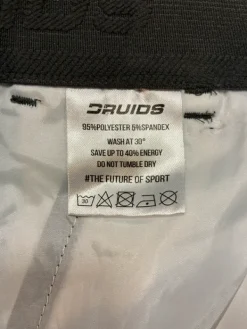 DRUIDS
95%POLYESTER 5%SPANDEX
WASH AT 30°
SAVE UP TO 40% ENERGY
DO NOT TUMBLE DRY
#THE FUTURE OF SPORT